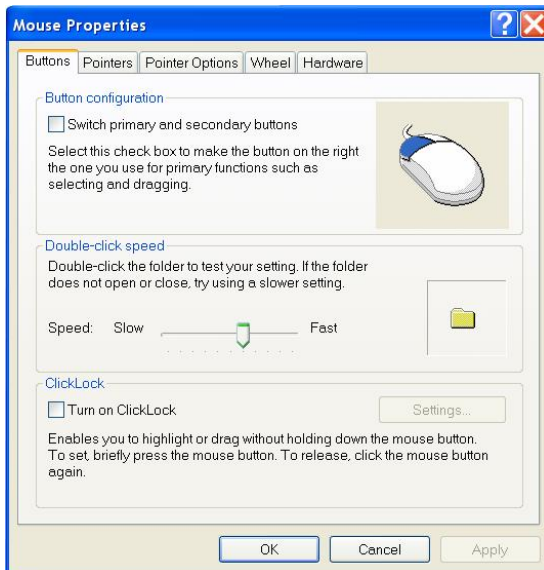 Mouse Properties
Buttons Pointers Pointer Options Wheel Hardware
Button configuration
Switch primary and secondary buttons
Select this check box to make the button on the right
the one you use for primary functions such as
selecting and dragging.
Double-click speed
Double-click the folder to test your setting. If the folder
does not open or close, try using a slower setting.
Speed: Slow Fast
ClickLock
Turn on ClickLock Settings...
Enables you to highlight or drag without holding down the mouse button.
To set, briefly press the mouse button. To release, click the mouse button
again.
OK Cancel Apply